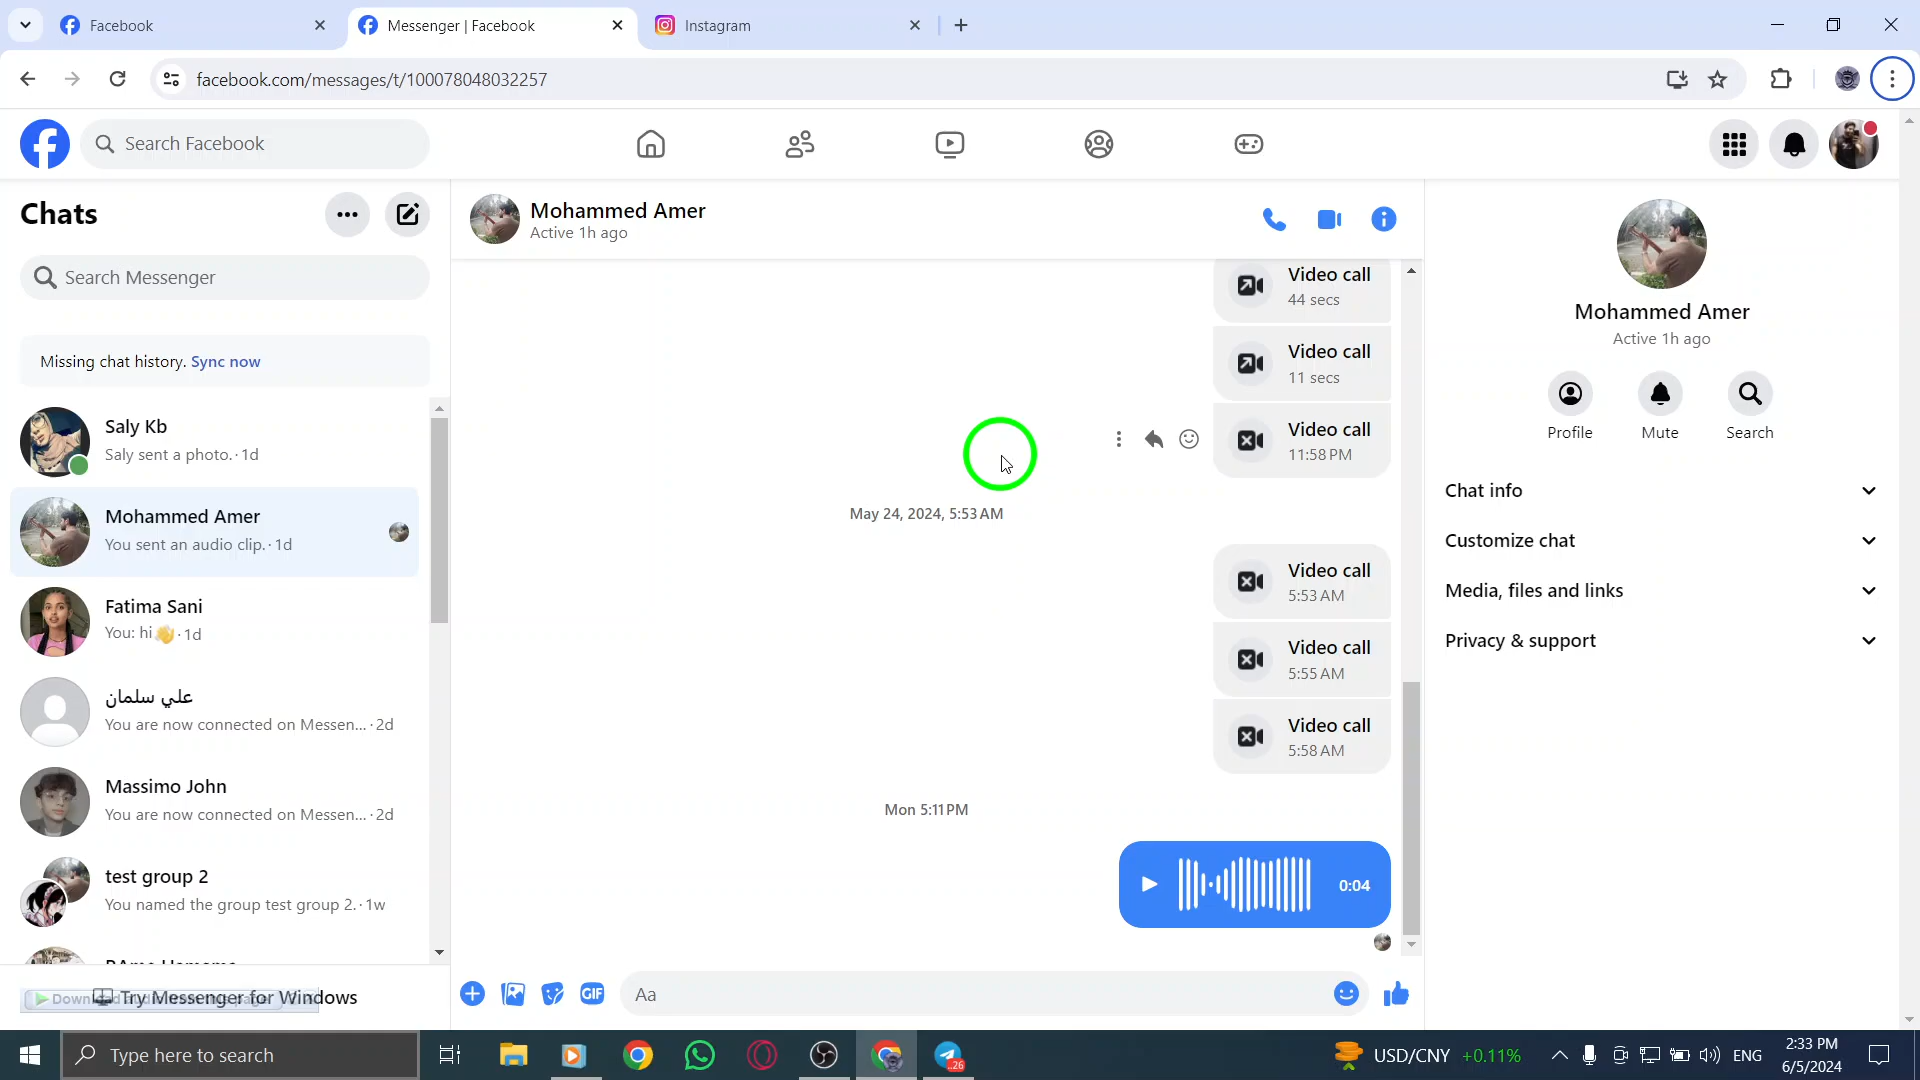 Facebook
Messenger | Facebook
Instagram
facebook.com/messages/t/100078048032257
Search Facebook
Chats
Search Messenger
Missing chat history. Sync now
Saly Kb
Saly sent a photo. · 1d
Mohammed Amer
You sent an audio clip. · 1d
Fatima Sani
You: hi👋 · 1d
علي سلمان
You are now connected on Messen... · 2d
Massimo John
You are now connected on Messen... · 2d
test group 2
You named the group test group 2. · 1w
Try Messenger for Windows
Mohammed Amer
Active 1h ago
Video call
44 secs
Video call
11 secs
Video call
11:58 PM
May 24, 2024, 5:53 AM
Video call
5:53 AM
Video call
5:55 AM
Video call
5:58 AM
Mon 5:11 PM
0:04
GIF
Aa
Mohammed Amer
Active 1h ago
Profile
Mute
Search
Chat info
Customize chat
Media, files and links
Privacy & support
Type here to search
26
USD/CNY +0.11%
ENG
2:33 PM
6/5/2024